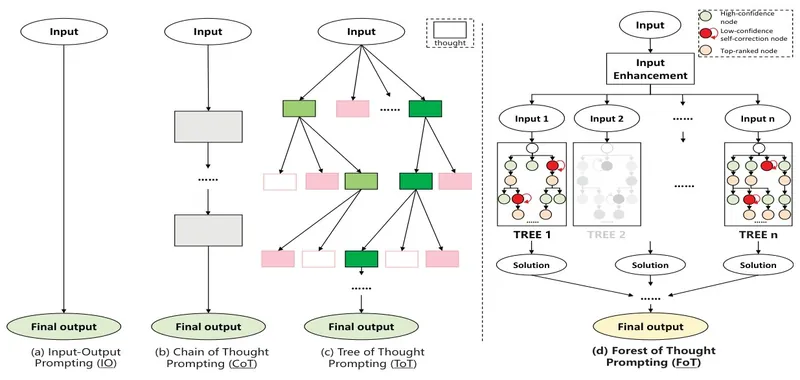 Input
Final output
(a) Input-Output
Prompting (IO)
Input
......
Final output
(b) Chain of Thought
Prompting (CoT)
Input
thought
......
......
Final output
(c) Tree of Thought
Prompting (ToT)
High-confidence
node
Low-confidence
self-correction node
Top-ranked node
Input
Input
Enhancement
Input 1
Input 2
......
Input n
......
......
......
......
TREE 1
TREE 2
TREE n
Solution
Solution
Solution
......
Final output
(d) Forest of Thought
Prompting (FoT)